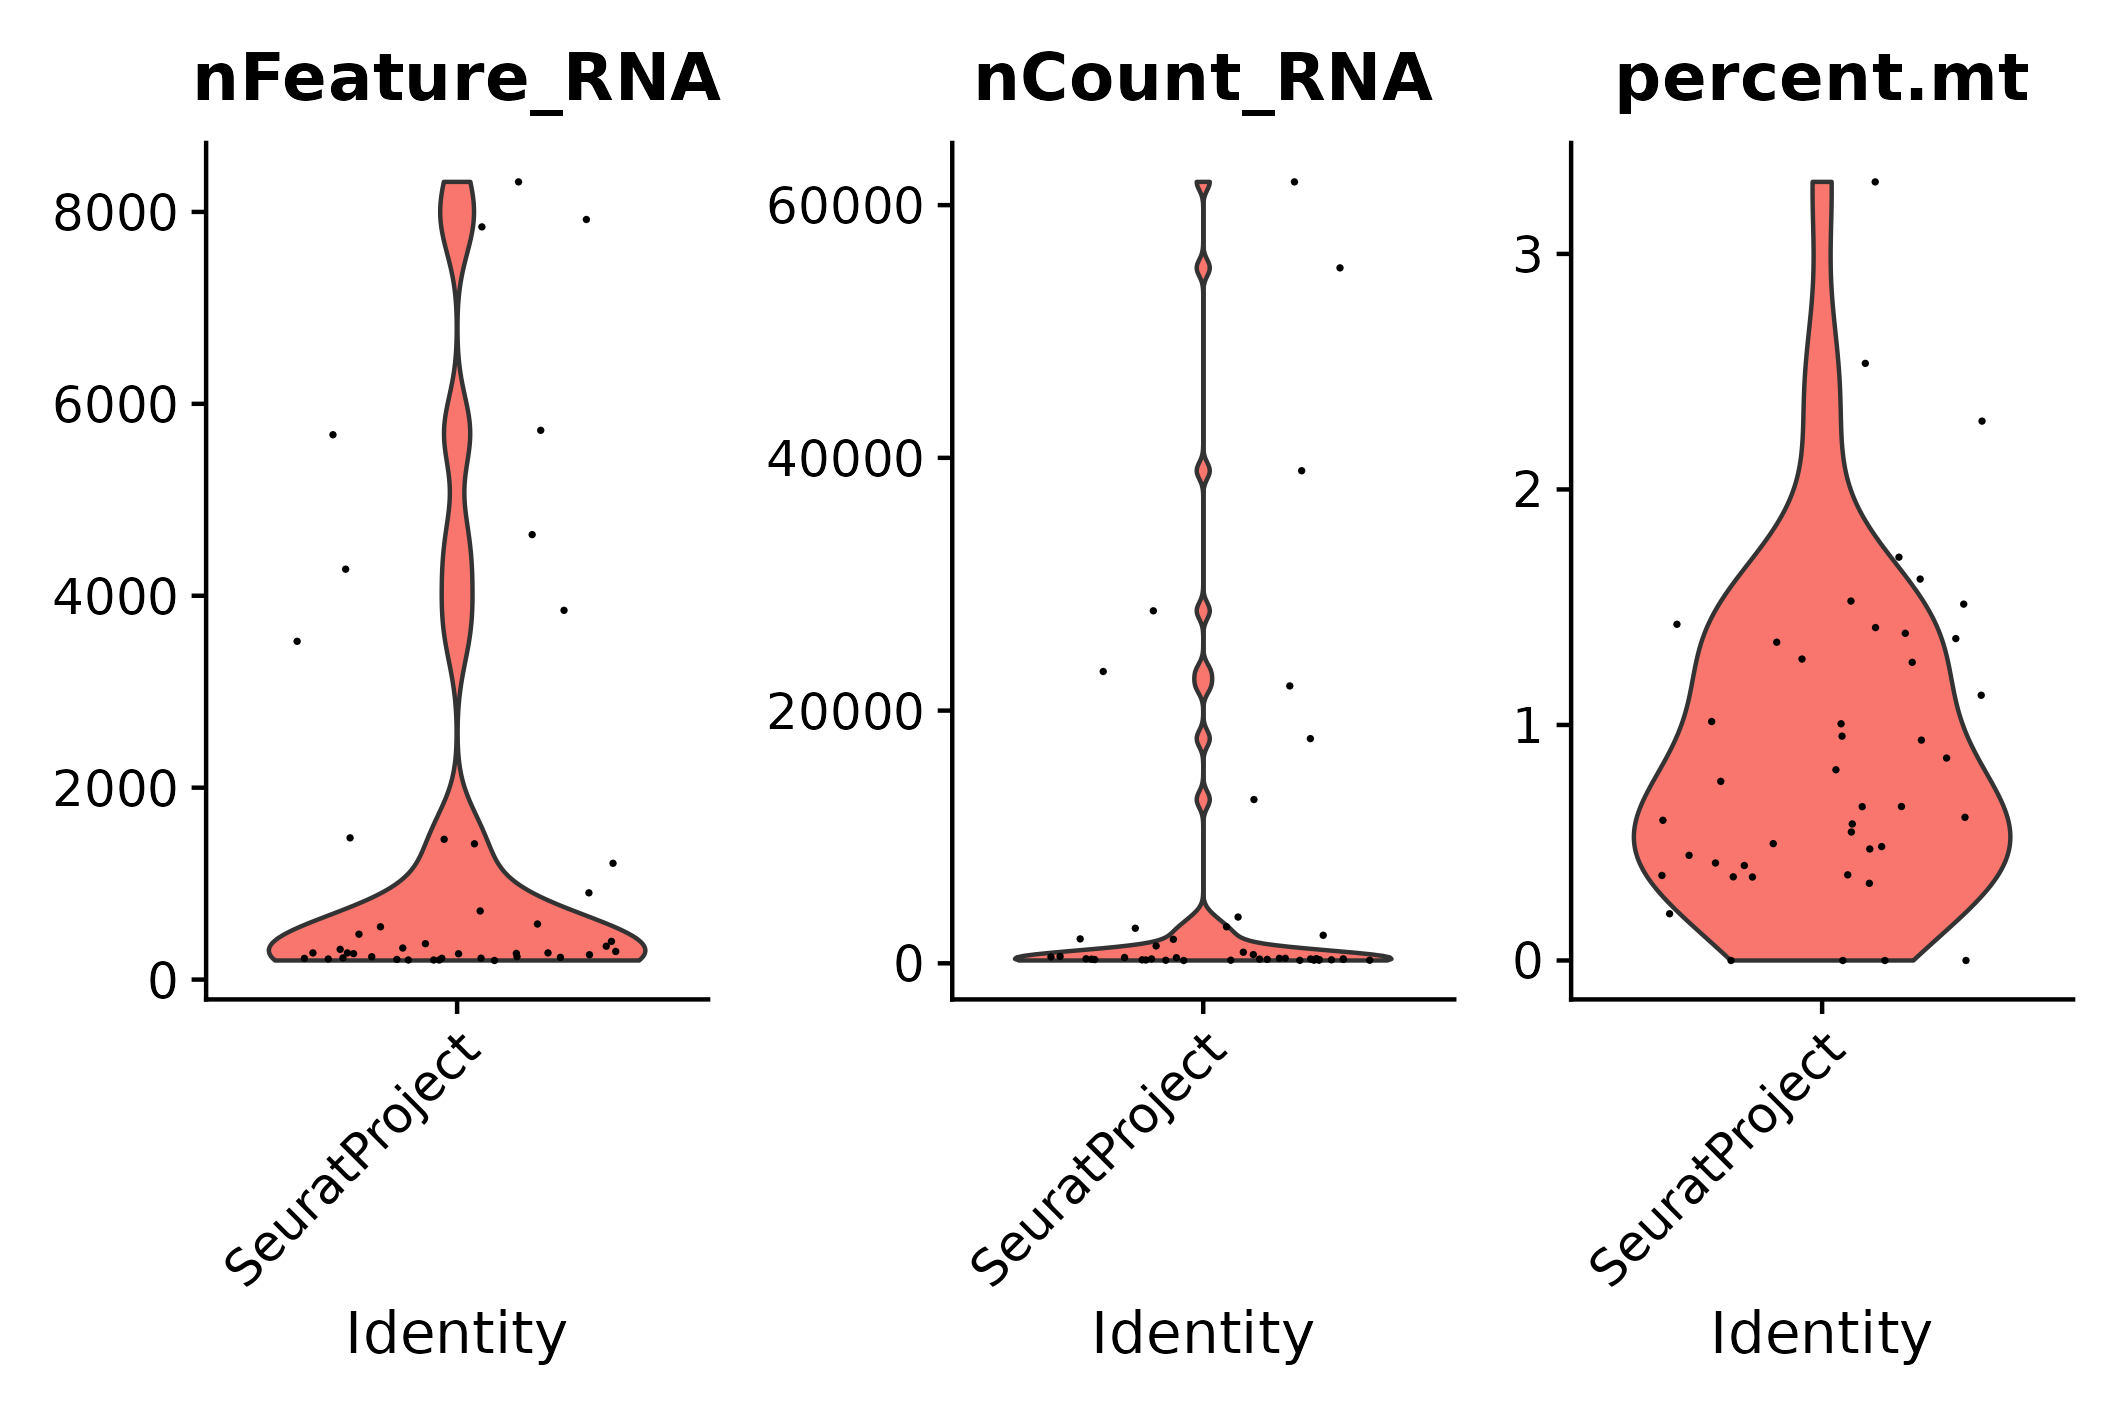 nFeature_RNA
8000
6000
4000
2000
0
SeuratProject
Identity
nCount_RNA
60000
40000
20000
0
SeuratProject
Identity
percent.mt
3
2
1
0
SeuratProject
Identity